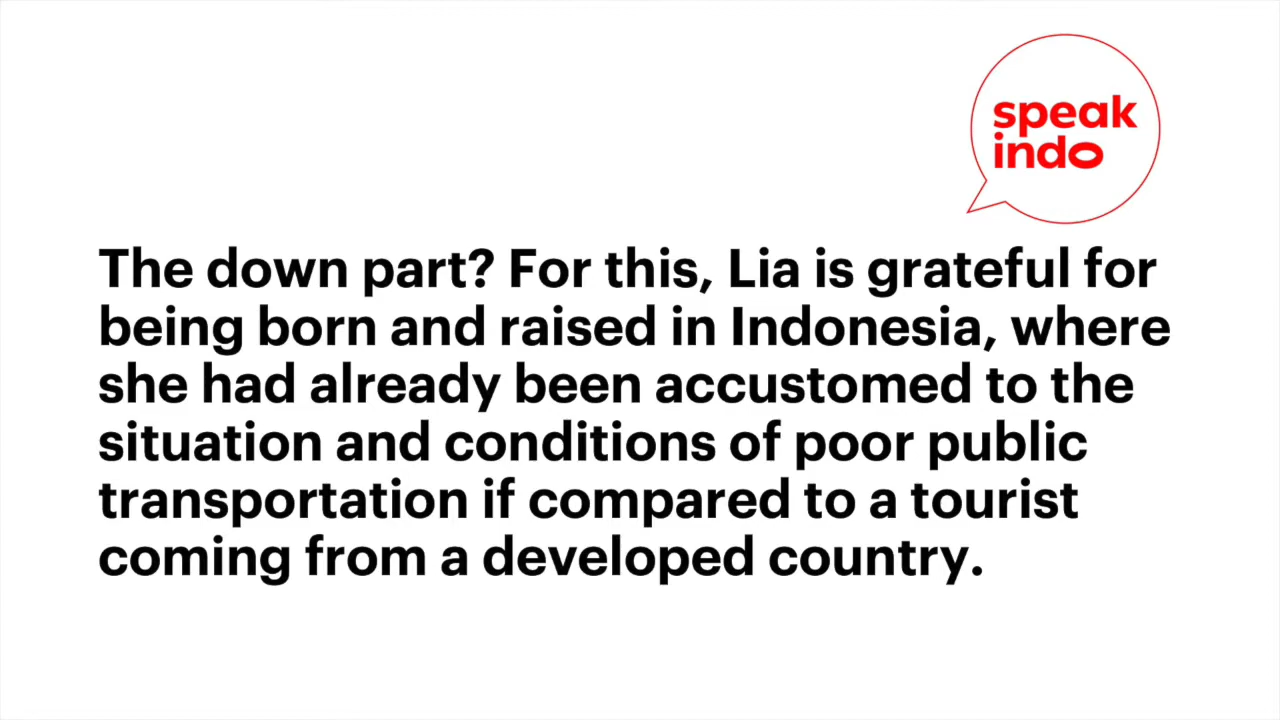 speak
indo
The down part? For this, Lia is grateful for
being born and raised in Indonesia, where
she had already been accustomed to the
situation and conditions of poor public
transportation if compared to a tourist
coming from a developed country.